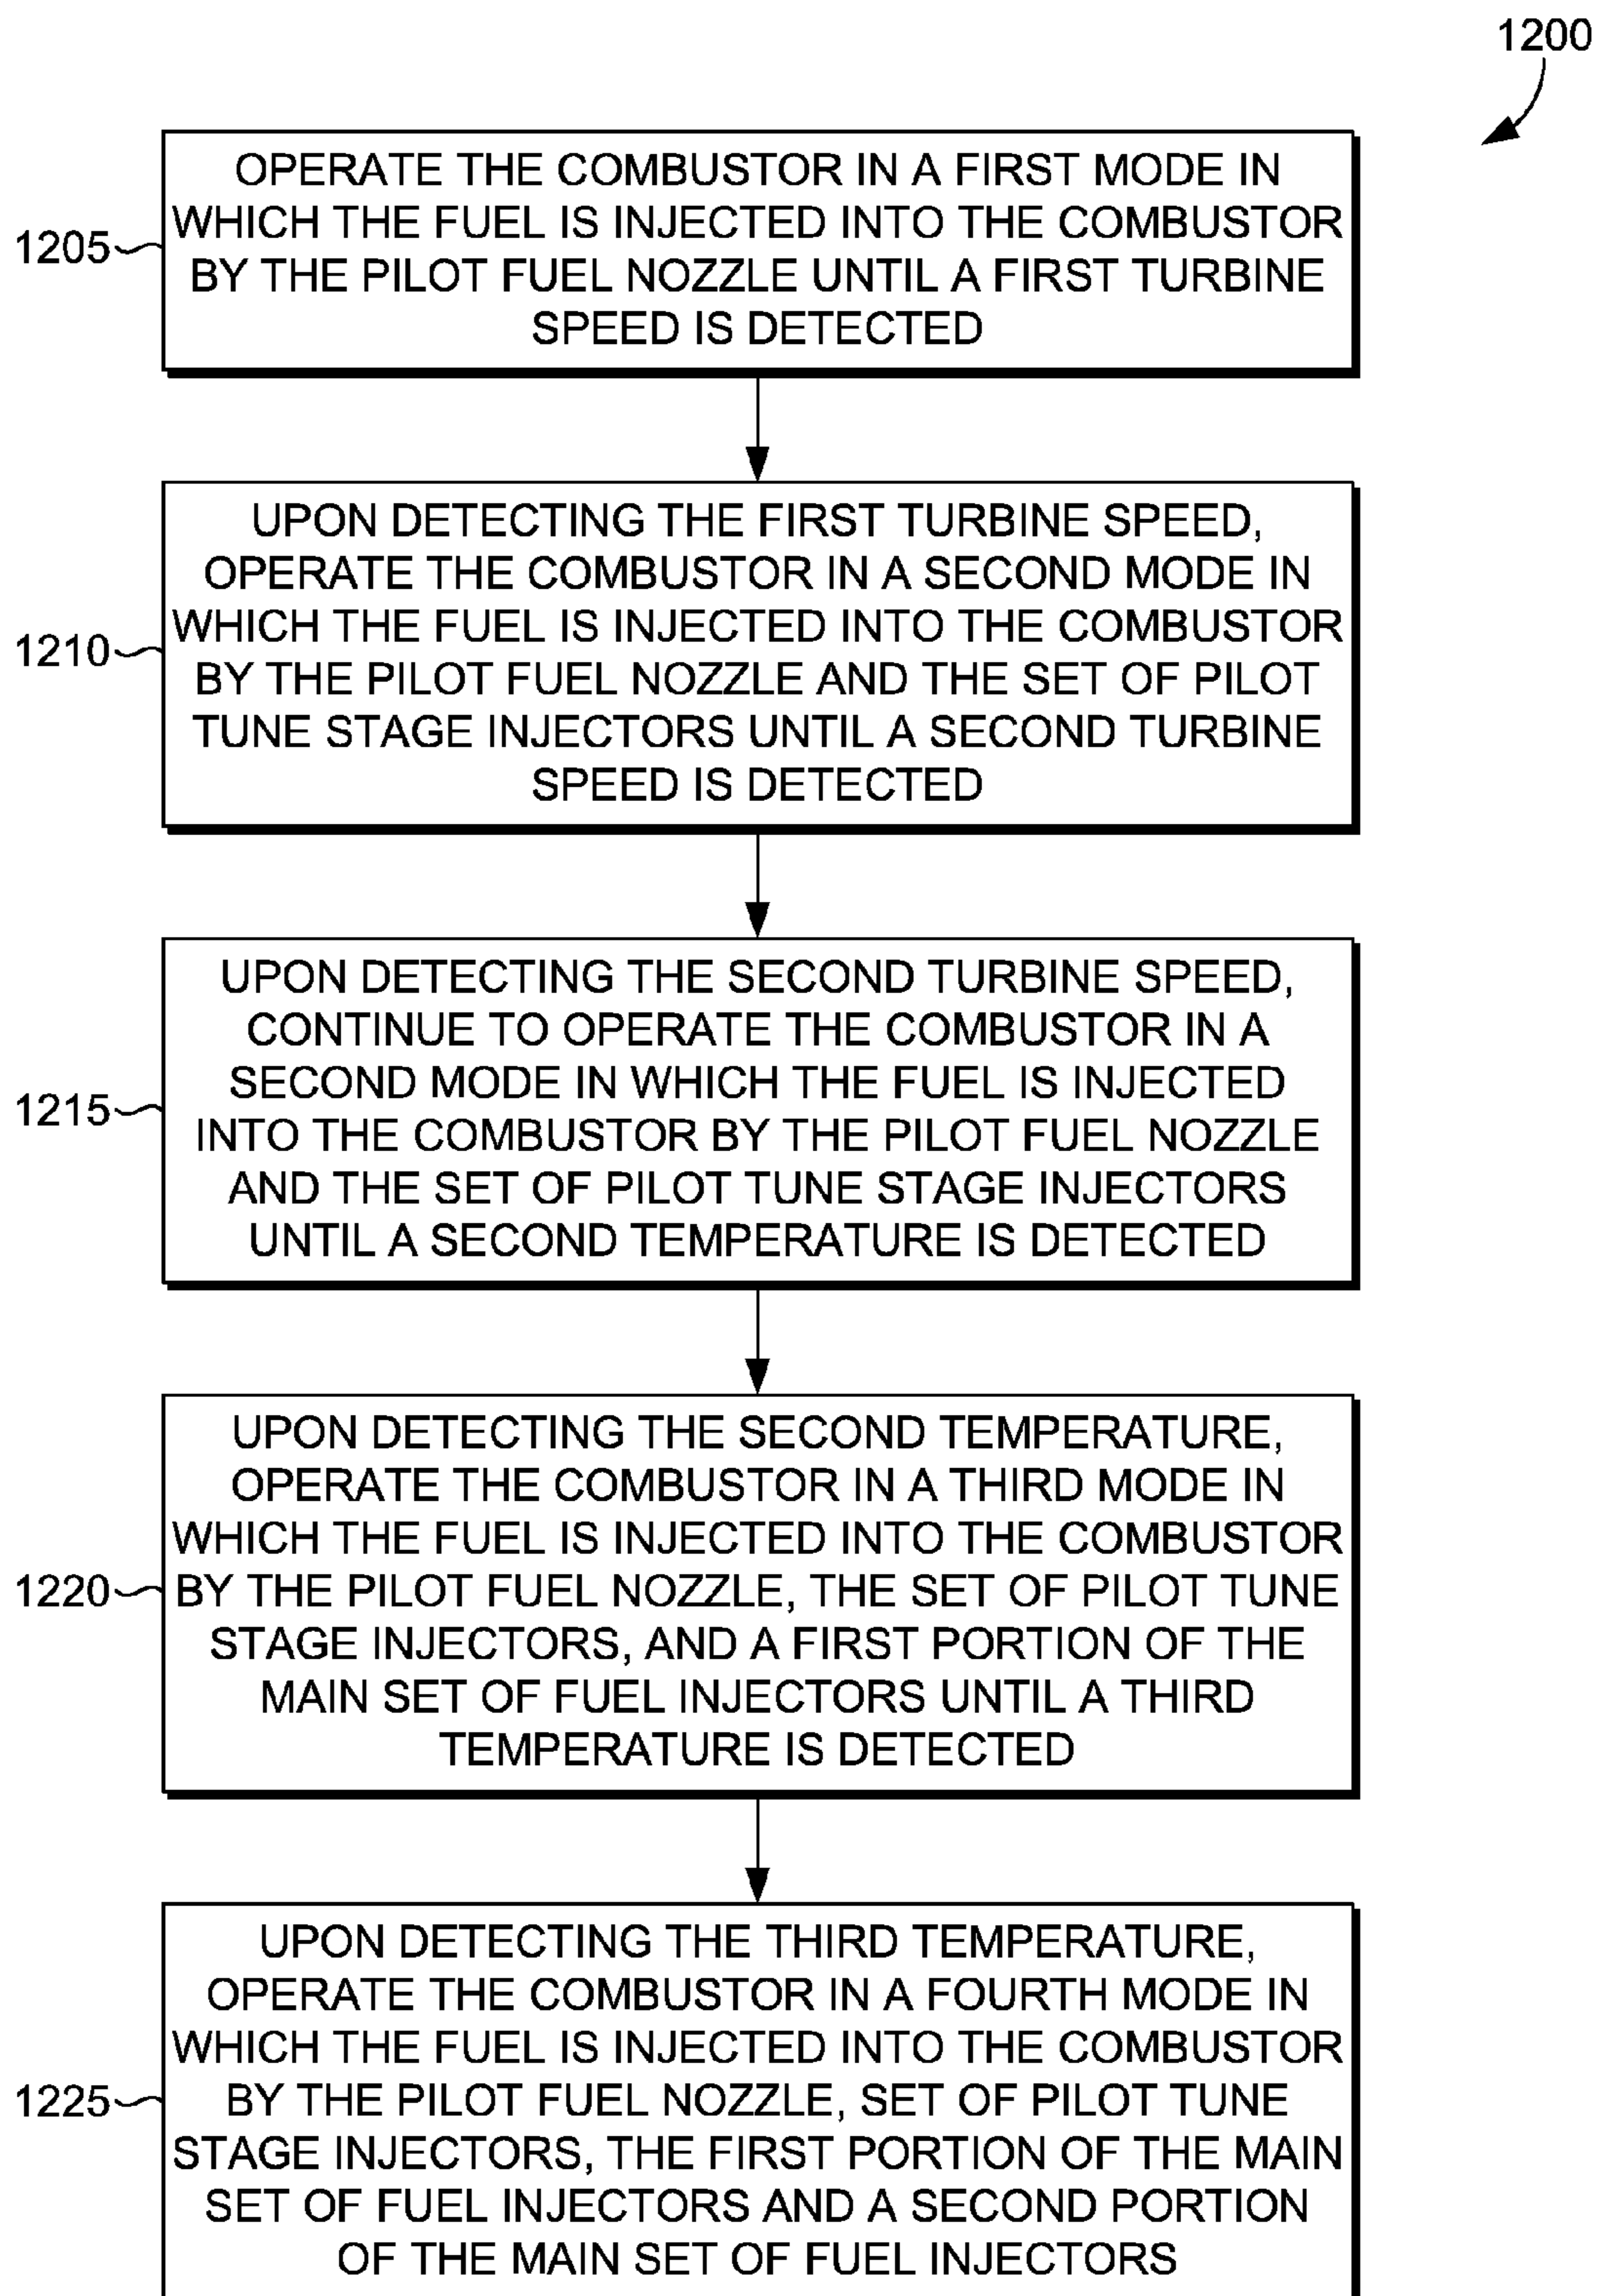 1200
OPERATE THE COMBUSTOR IN A FIRST MODE IN
WHICH THE FUEL IS INJECTED INTO THE COMBUSTOR
BY THE PILOT FUEL NOZZLE UNTIL A FIRST TURBINE
SPEED IS DETECTED
1205
UPON DETECTING THE FIRST TURBINE SPEED,
OPERATE THE COMBUSTOR IN A SECOND MODE IN
WHICH THE FUEL IS INJECTED INTO THE COMBUSTOR
BY THE PILOT FUEL NOZZLE AND THE SET OF PILOT
TUNE STAGE INJECTORS UNTIL A SECOND TURBINE
SPEED IS DETECTED
1210
UPON DETECTING THE SECOND TURBINE SPEED,
CONTINUE TO OPERATE THE COMBUSTOR IN A
SECOND MODE IN WHICH THE FUEL IS INJECTED
INTO THE COMBUSTOR BY THE PILOT FUEL NOZZLE
AND THE SET OF PILOT TUNE STAGE INJECTORS
UNTIL A SECOND TEMPERATURE IS DETECTED
1215
UPON DETECTING THE SECOND TEMPERATURE,
OPERATE THE COMBUSTOR IN A THIRD MODE IN
WHICH THE FUEL IS INJECTED INTO THE COMBUSTOR
BY THE PILOT FUEL NOZZLE, THE SET OF PILOT TUNE
STAGE INJECTORS, AND A FIRST PORTION OF THE
MAIN SET OF FUEL INJECTORS UNTIL A THIRD
TEMPERATURE IS DETECTED
1220
UPON DETECTING THE THIRD TEMPERATURE,
OPERATE THE COMBUSTOR IN A FOURTH MODE IN
WHICH THE FUEL IS INJECTED INTO THE COMBUSTOR
BY THE PILOT FUEL NOZZLE, SET OF PILOT TUNE
STAGE INJECTORS, THE FIRST PORTION OF THE MAIN
SET OF FUEL INJECTORS AND A SECOND PORTION
OF THE MAIN SET OF FUEL INJECTORS
1225